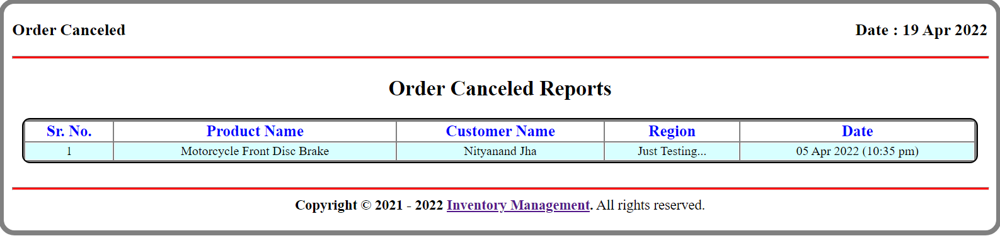 Order Canceled Date : 19 Apr 2022
Order Canceled Reports
Sr. No. Product Name Customer Name Region Date
1 Motorcycle Front Disc Brake Nityanand Jha Just Testing... 05 Apr 2022 (10:35 pm)
Copyright © 2021 - 2022 Inventory Management. All rights reserved.